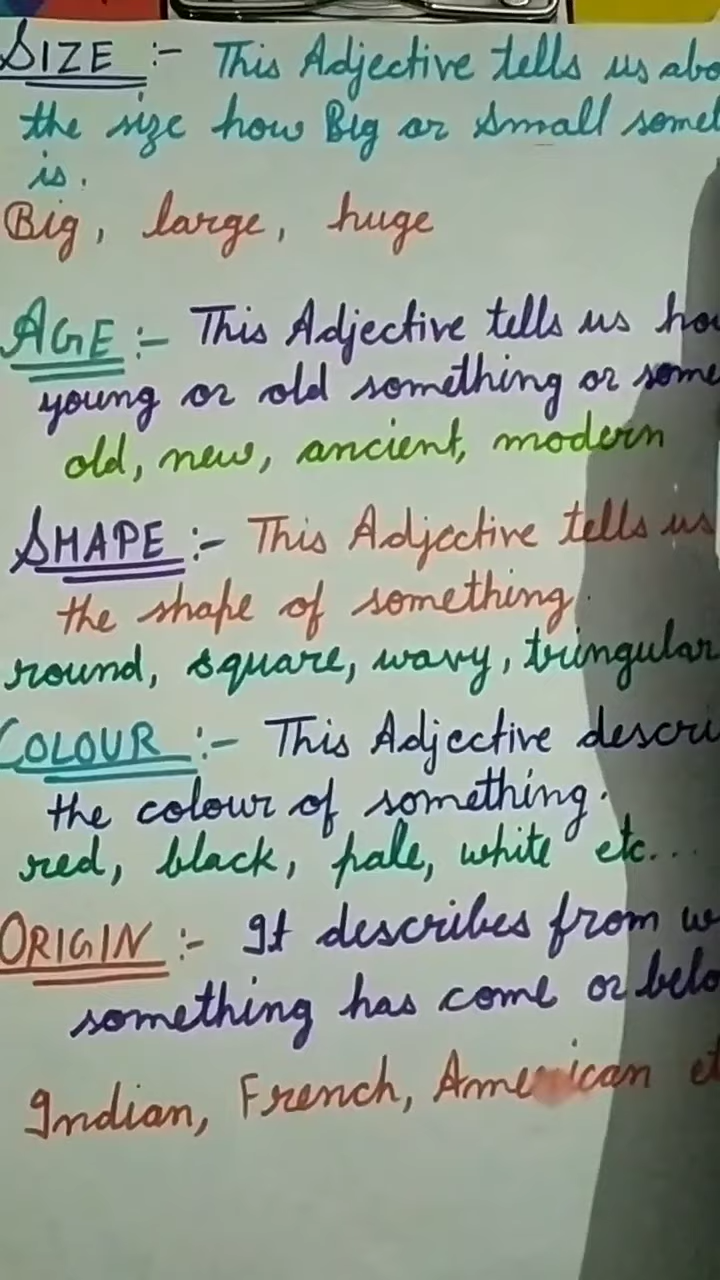 SIZE :- This Adjective tells us abo
the size how Big or Small somet
is.
Big, large, huge
AGE :- This Adjective tells us how
young or old something or some
old, new, ancient, modern
SHAPE :- This Adjective tells us
the shape of something.
round, square, wavy, tringular
COLOUR :- This Adjective descri
the colour of something.
red, black, pale, white etc...
ORIGIN :- It describes from w
something has come or belo
Indian, French, American et